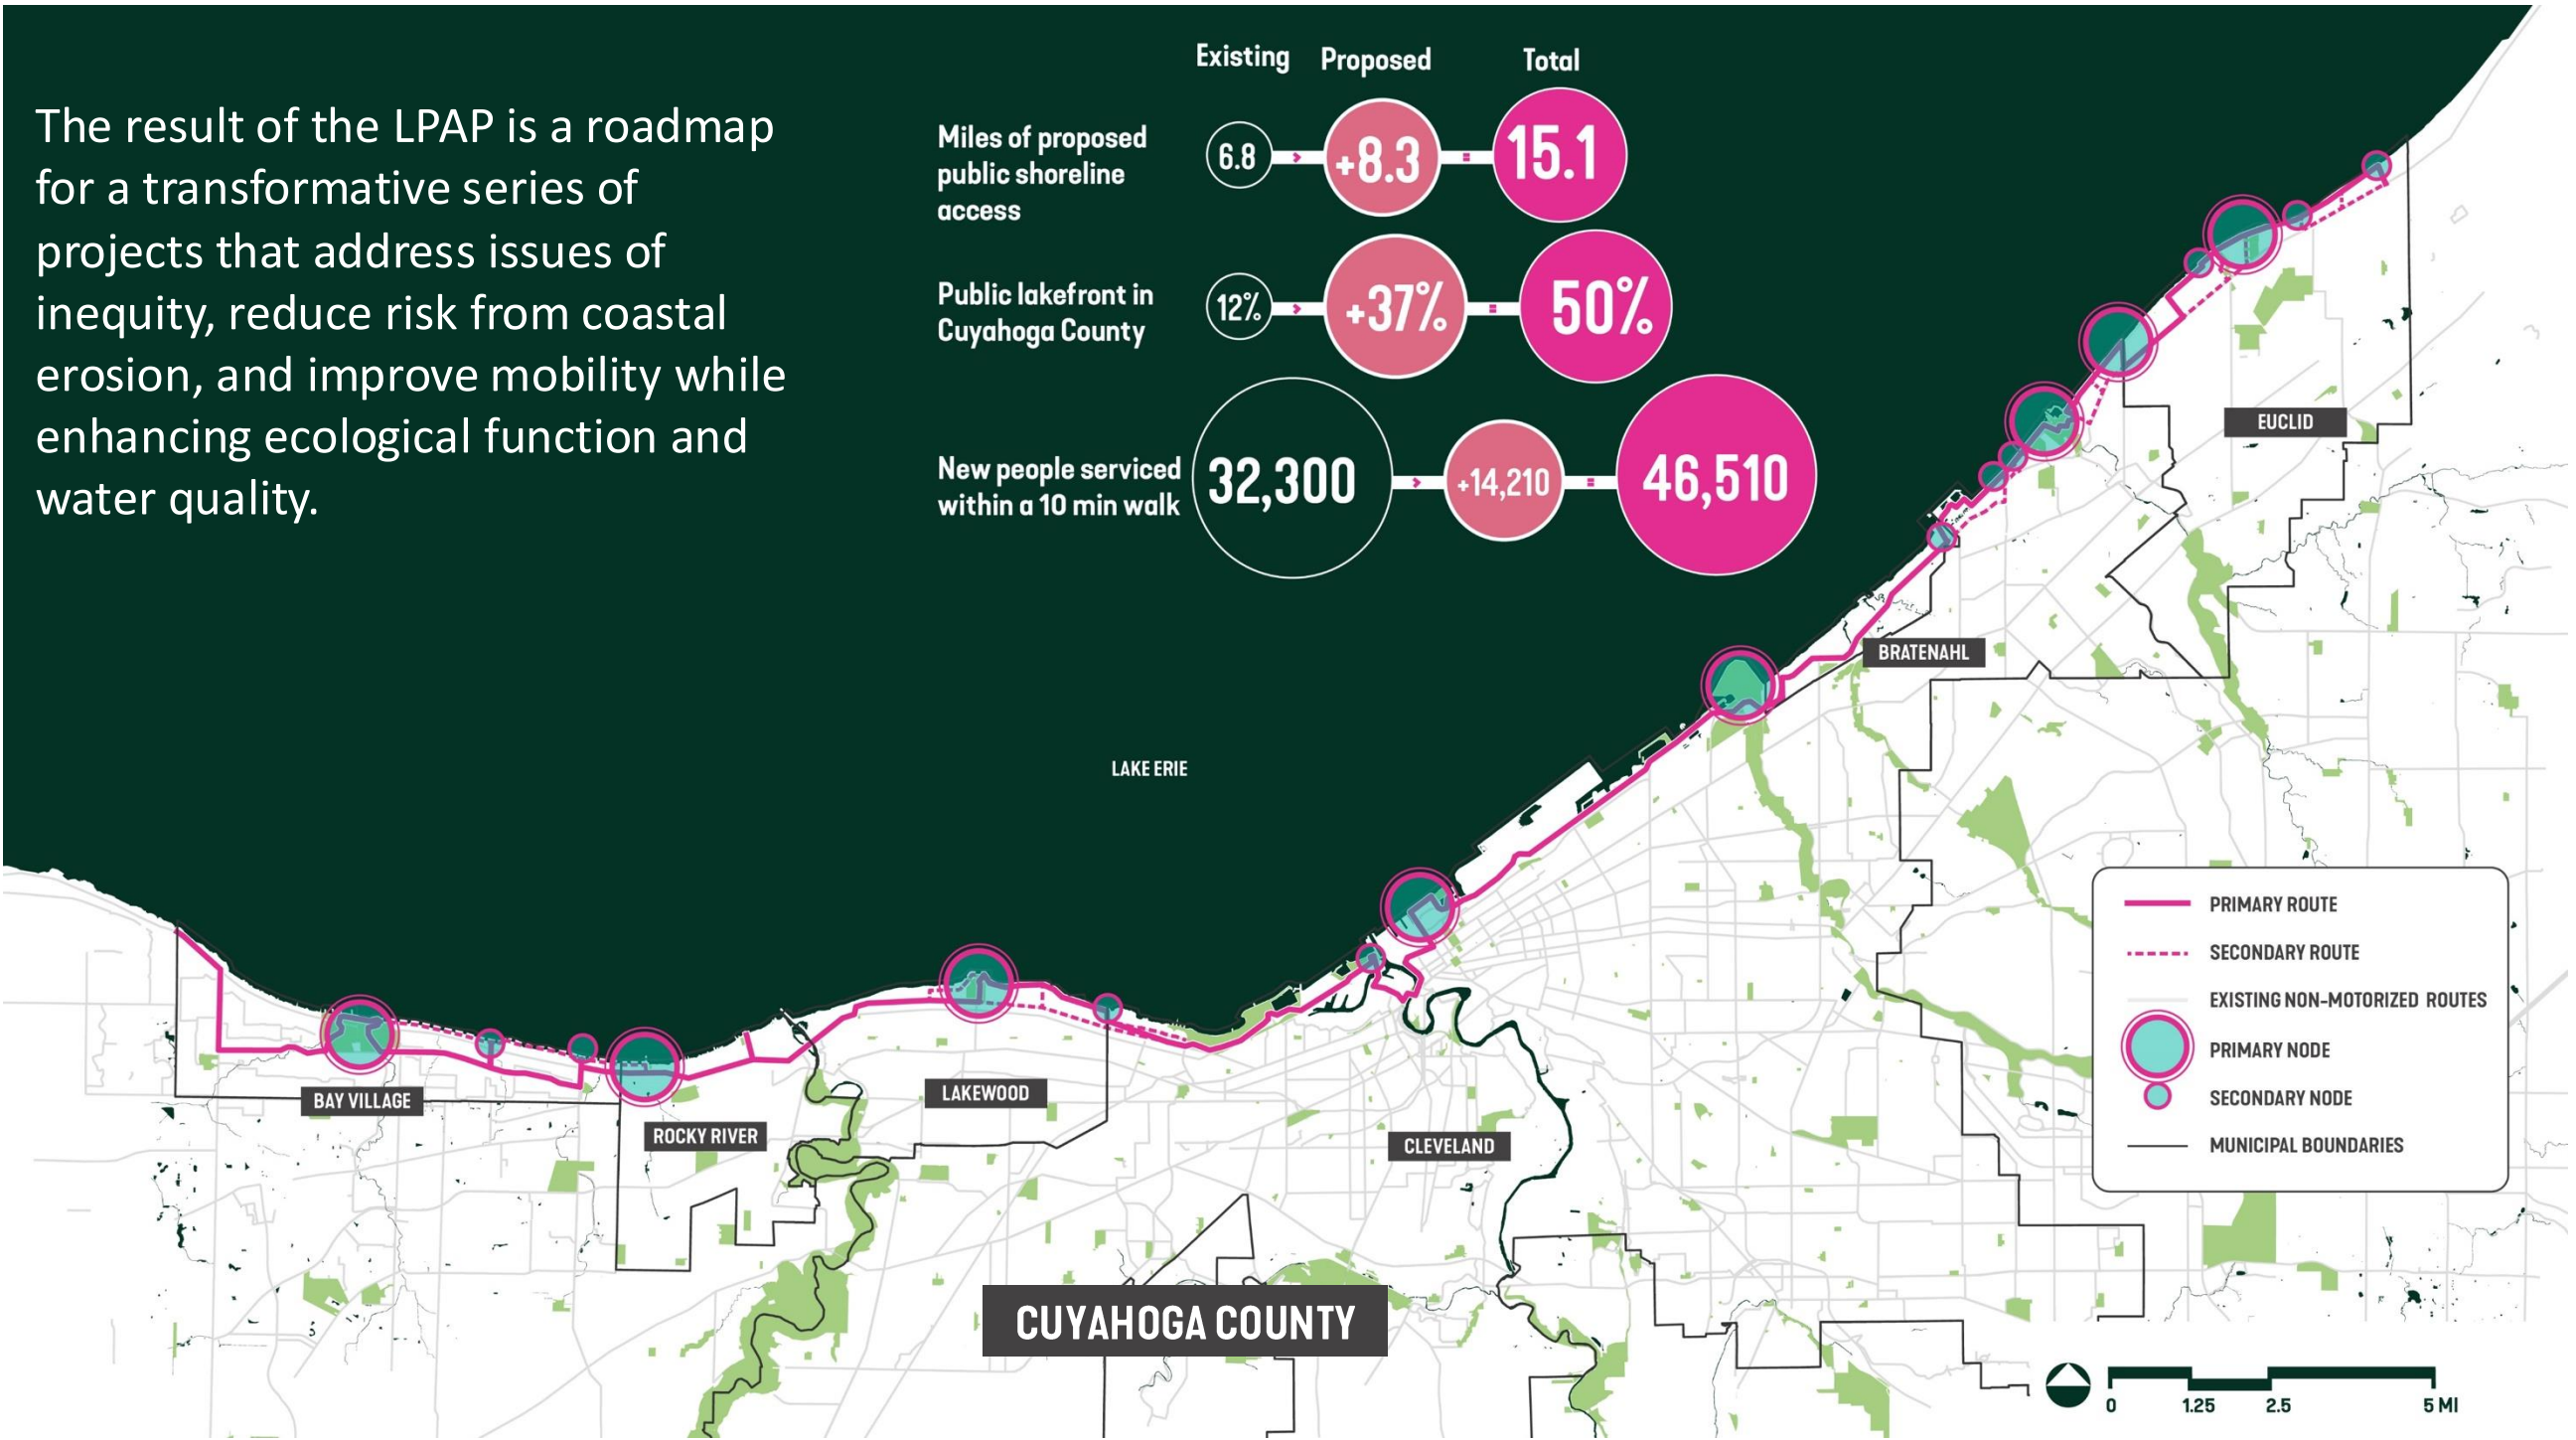 The result of the LPAP is a roadmap
for a transformative series of
projects that address issues of
inequity, reduce risk from coastal
erosion, and improve mobility while
enhancing ecological function and
water quality.
Existing Proposed Total
Miles of proposed
public shoreline
access
6.8 +8.3 = 15.1
Public lakefront in
Cuyahoga County
12% +37% = 50%
New people serviced
within a 10 min walk
32,300 +14,210 = 46,510
EUCLID
BRATENAHL
LAKE ERIE
BAY VILLAGE
ROCKY RIVER
LAKEWOOD
CLEVELAND
CUYAHOGA COUNTY
PRIMARY ROUTE
SECONDARY ROUTE
EXISTING NON-MOTORIZED ROUTES
PRIMARY NODE
SECONDARY NODE
MUNICIPAL BOUNDARIES
0 1.25 2.5 5 MI